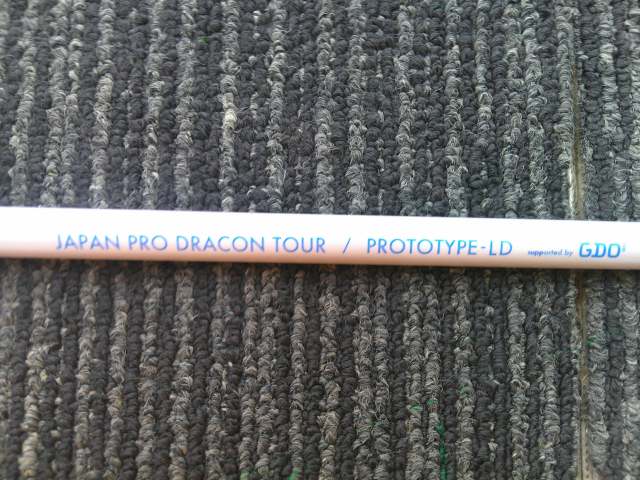 JAPAN PRO DRACON TOUR / PROTOTYPE-LD supported by GDO